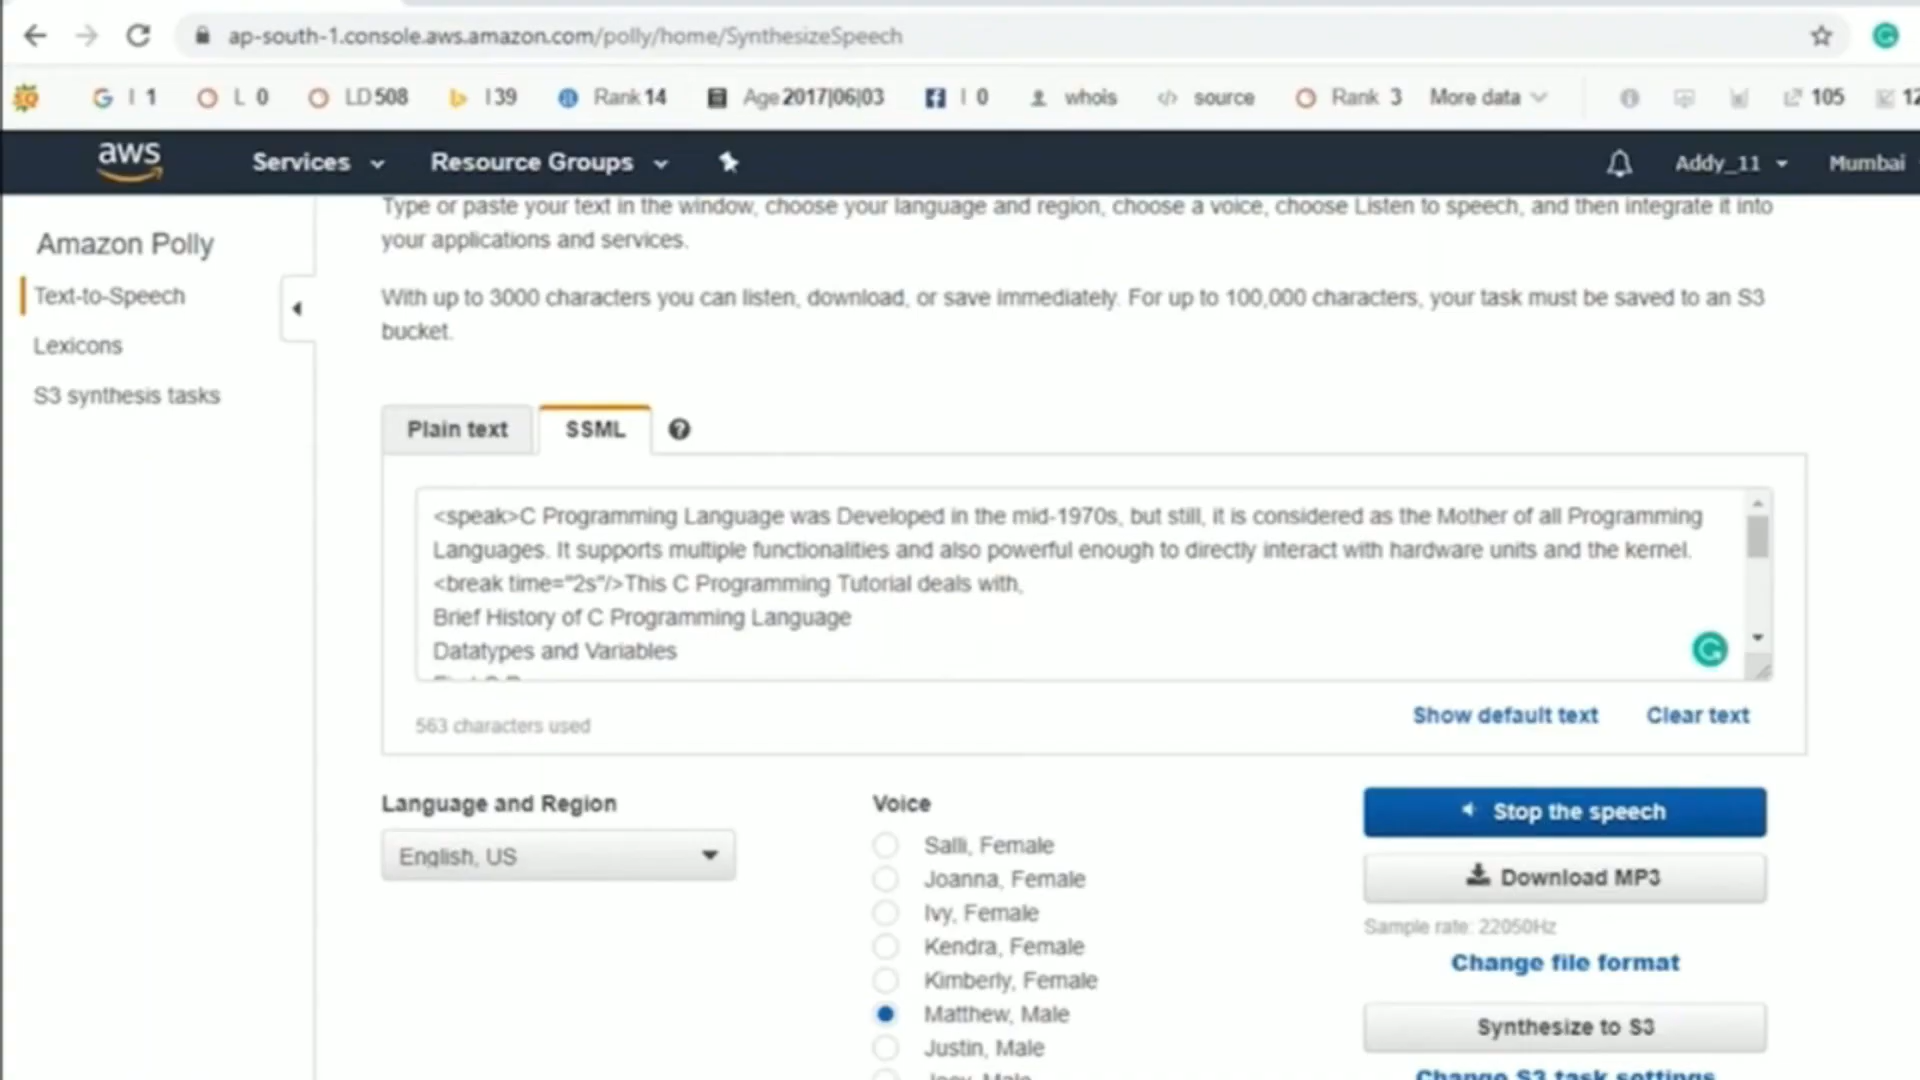 ap-south-1.console.aws.amazon.com/polly/home/SynthesizeSpeech
SQ G I 1 L 0 LD 508 I 39 Rank 14 Age 2017|06|03 I 0 whois </> source Rank 3 More data 105 12
aws Services Resource Groups Addy_11 Mumbai
Type or paste your text in the window, choose your language and region, choose a voice, choose Listen to speech, and then integrate it into
your applications and services.
Amazon Polly
Text-to-Speech
Lexicons
S3 synthesis tasks
With up to 3000 characters you can listen, download, or save immediately. For up to 100,000 characters, your task must be saved to an S3
bucket.
Plain text SSML
<speak>C Programming Language was Developed in the mid-1970s, but still, it is considered as the Mother of all Programming
Languages. It supports multiple functionalities and also powerful enough to directly interact with hardware units and the kernel.
<break time="2s"/>This C Programming Tutorial deals with,
Brief History of C Programming Language
Datatypes and Variables
563 characters used
Show default text Clear text
Language and Region
English, US
Voice
Salli, Female
Joanna, Female
Ivy, Female
Kendra, Female
Kimberly, Female
Matthew, Male
Justin, Male
Joey, Male
Stop the speech
Download MP3
Sample rate: 22050Hz
Change file format
Synthesize to S3
Change S3 task settings